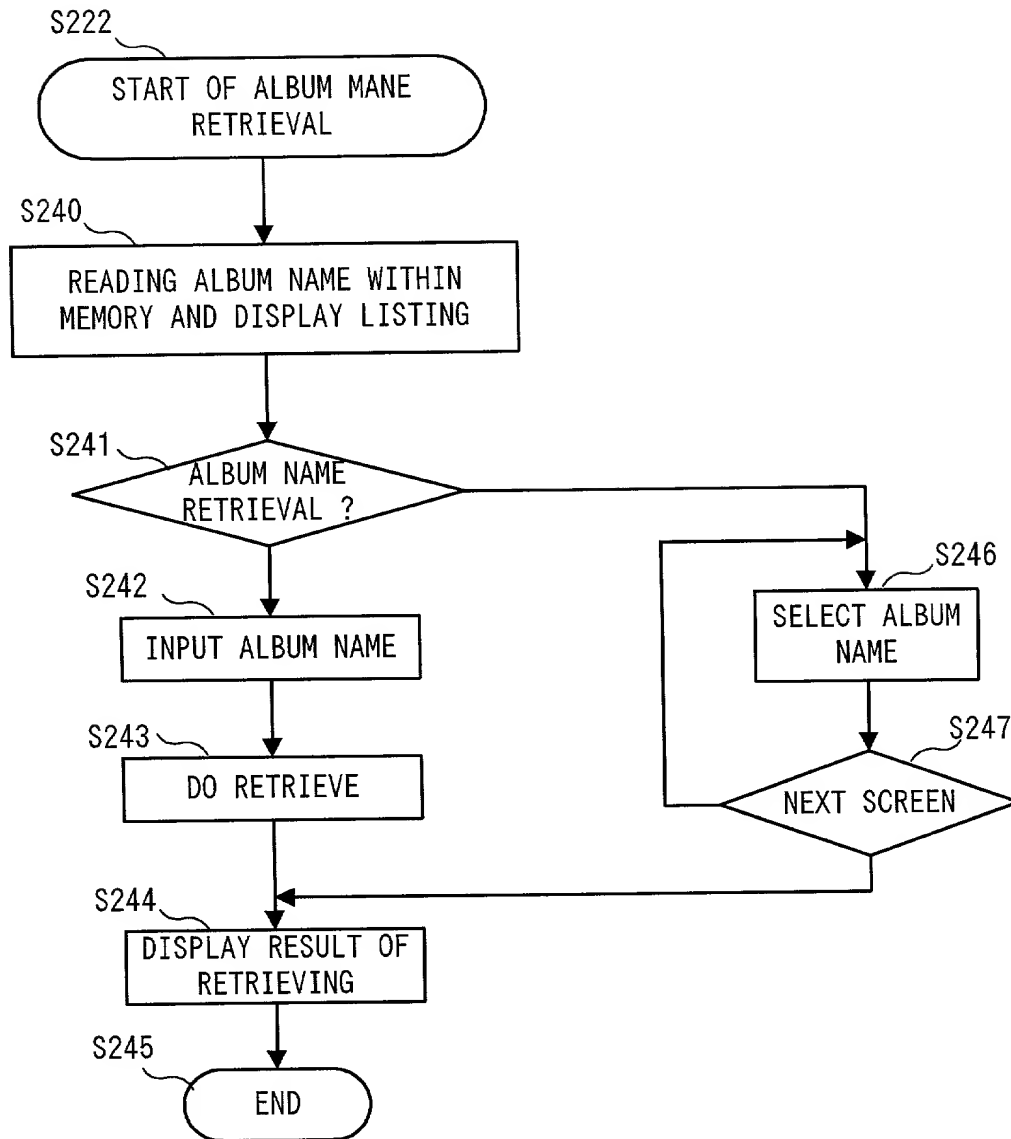 S222
START OF ALBUM MANE
RETRIEVAL
S240
READING ALBUM NAME WITHIN
MEMORY AND DISPLAY LISTING
S241
ALBUM NAME
RETRIEVAL ?
S242
INPUT ALBUM NAME
S243
DO RETRIEVE
S246
SELECT ALBUM
NAME
S247
NEXT SCREEN
S244
DISPLAY RESULT OF
RETRIEVING
S245
END